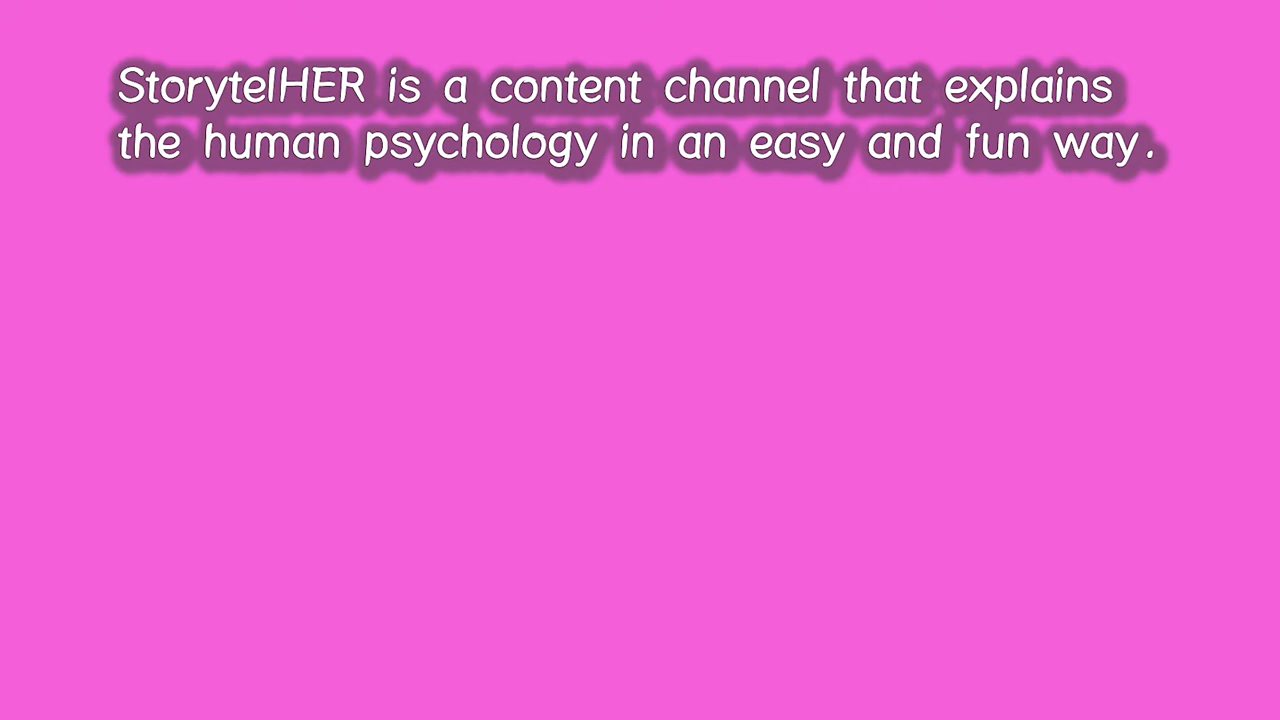 StorytelHER is a content channel that explains
the human psychology in an easy and fun way.